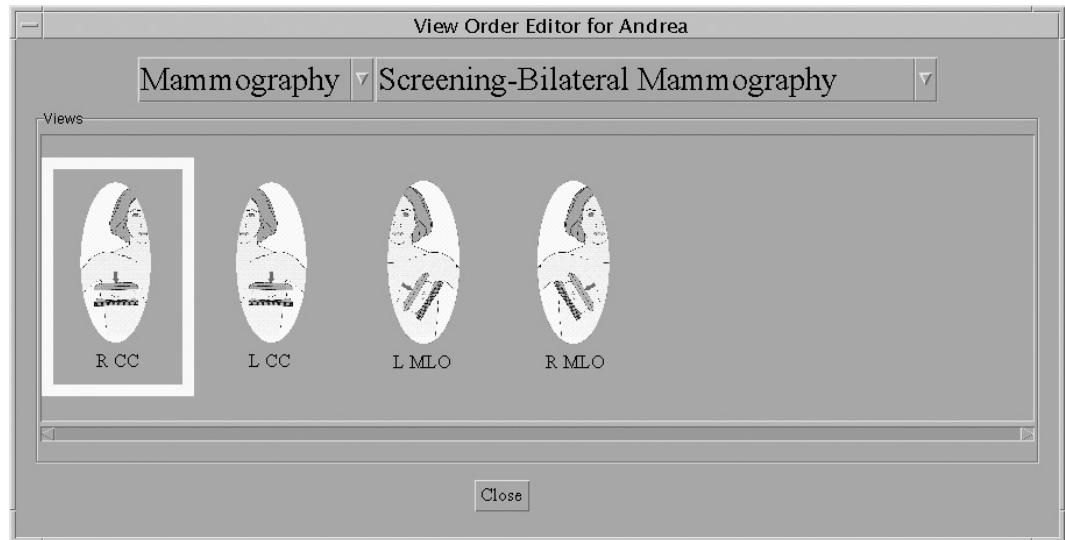 View Order Editor for Andrea
Mammography Screening-Bilateral Mammography
Views
R CC L CC L MLO R MLO
Close